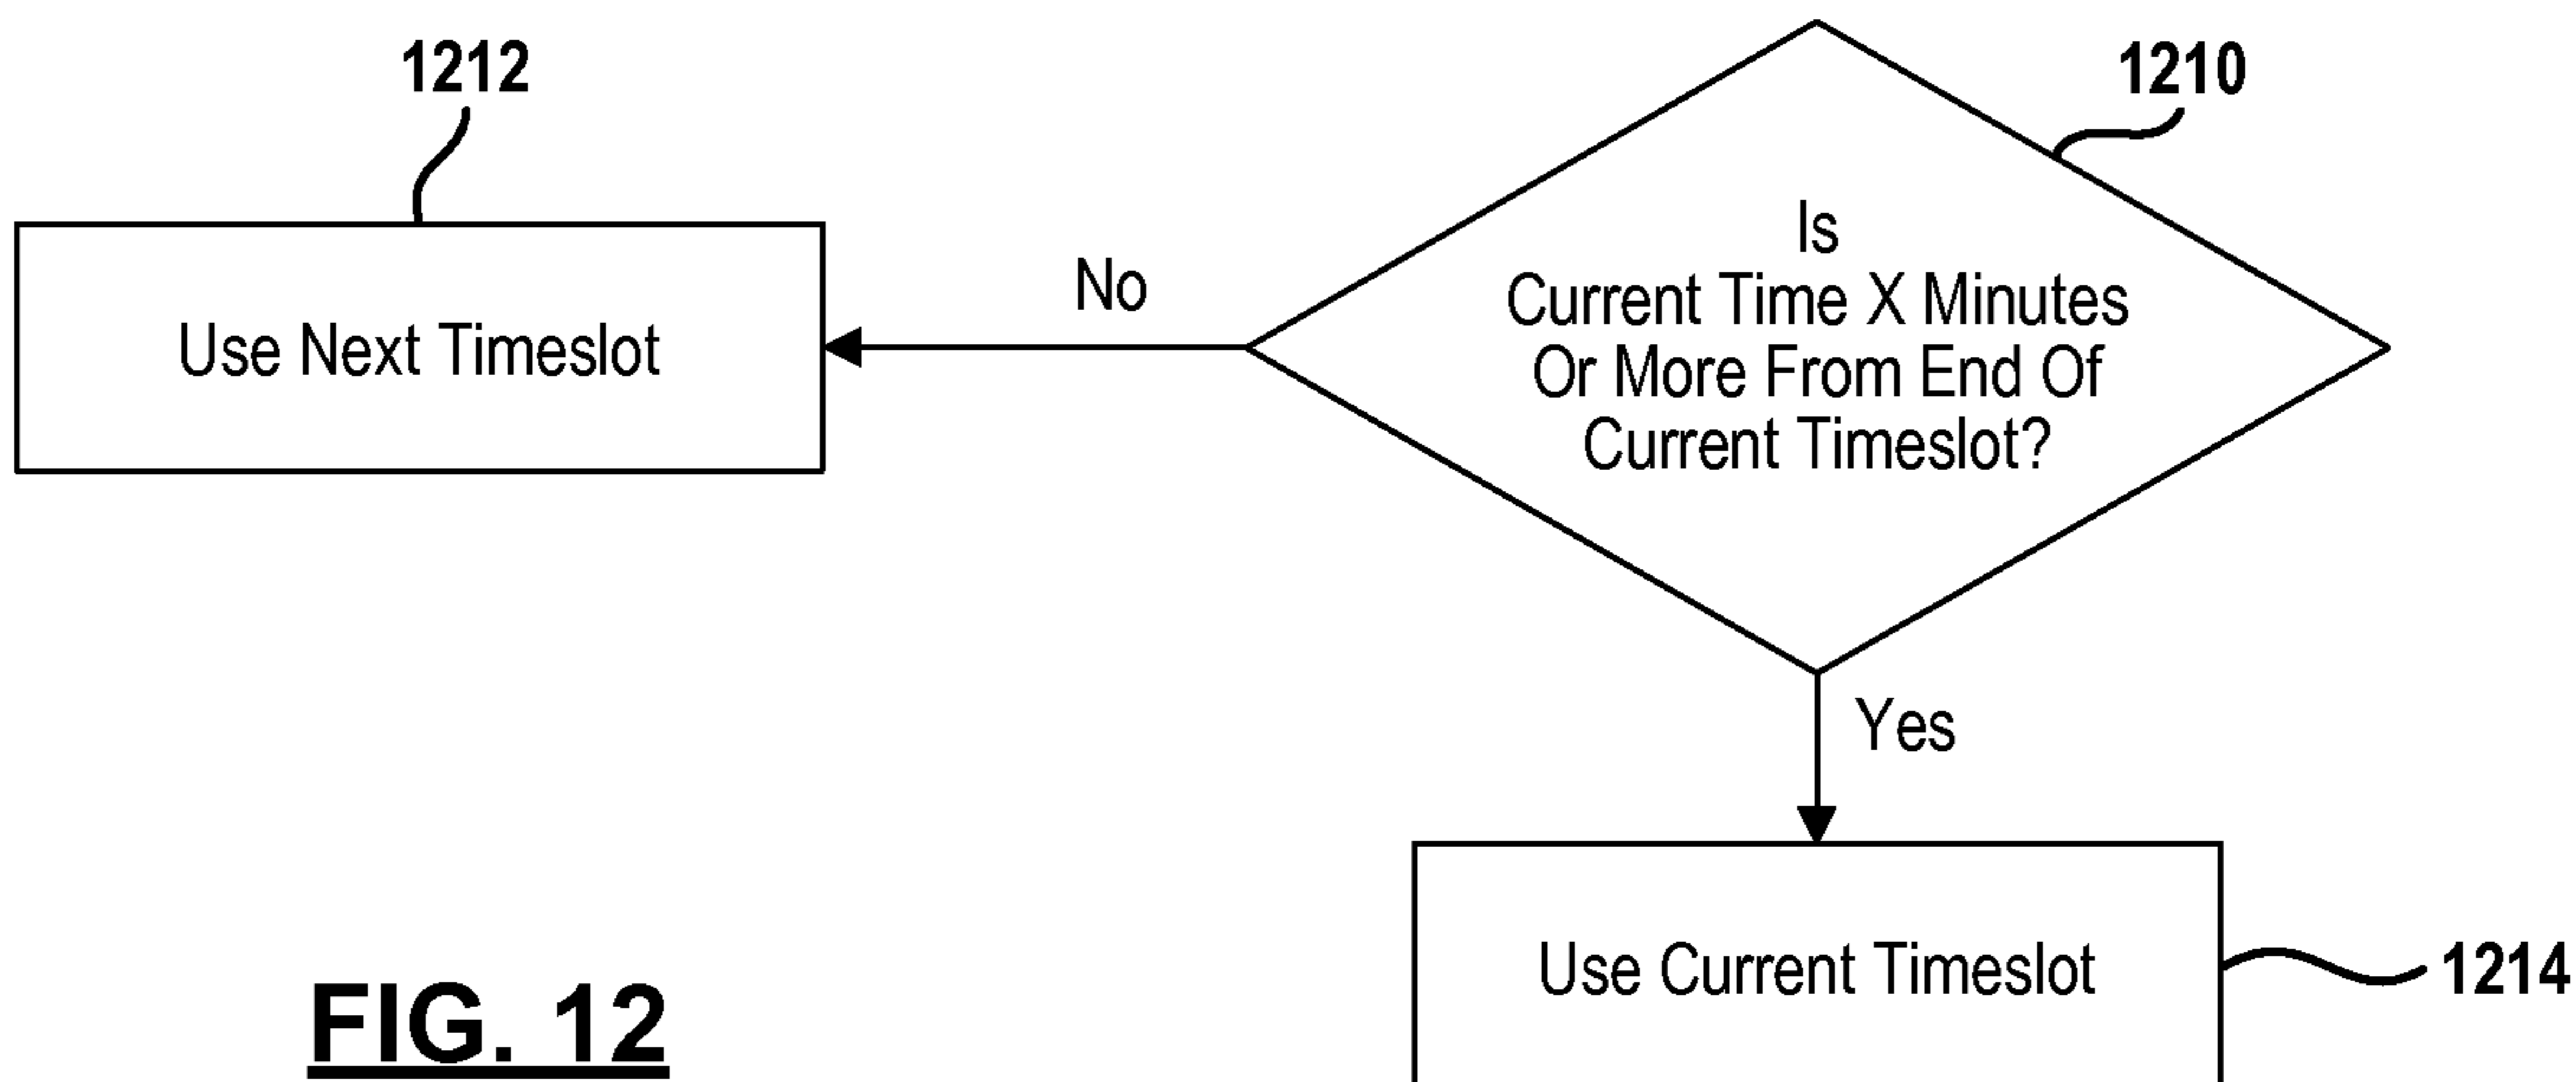 1212
1210
Is
Current Time X Minutes
Or More From End Of
Current Timeslot?
No
Use Next Timeslot
Yes
Use Current Timeslot
1214
FIG. 12